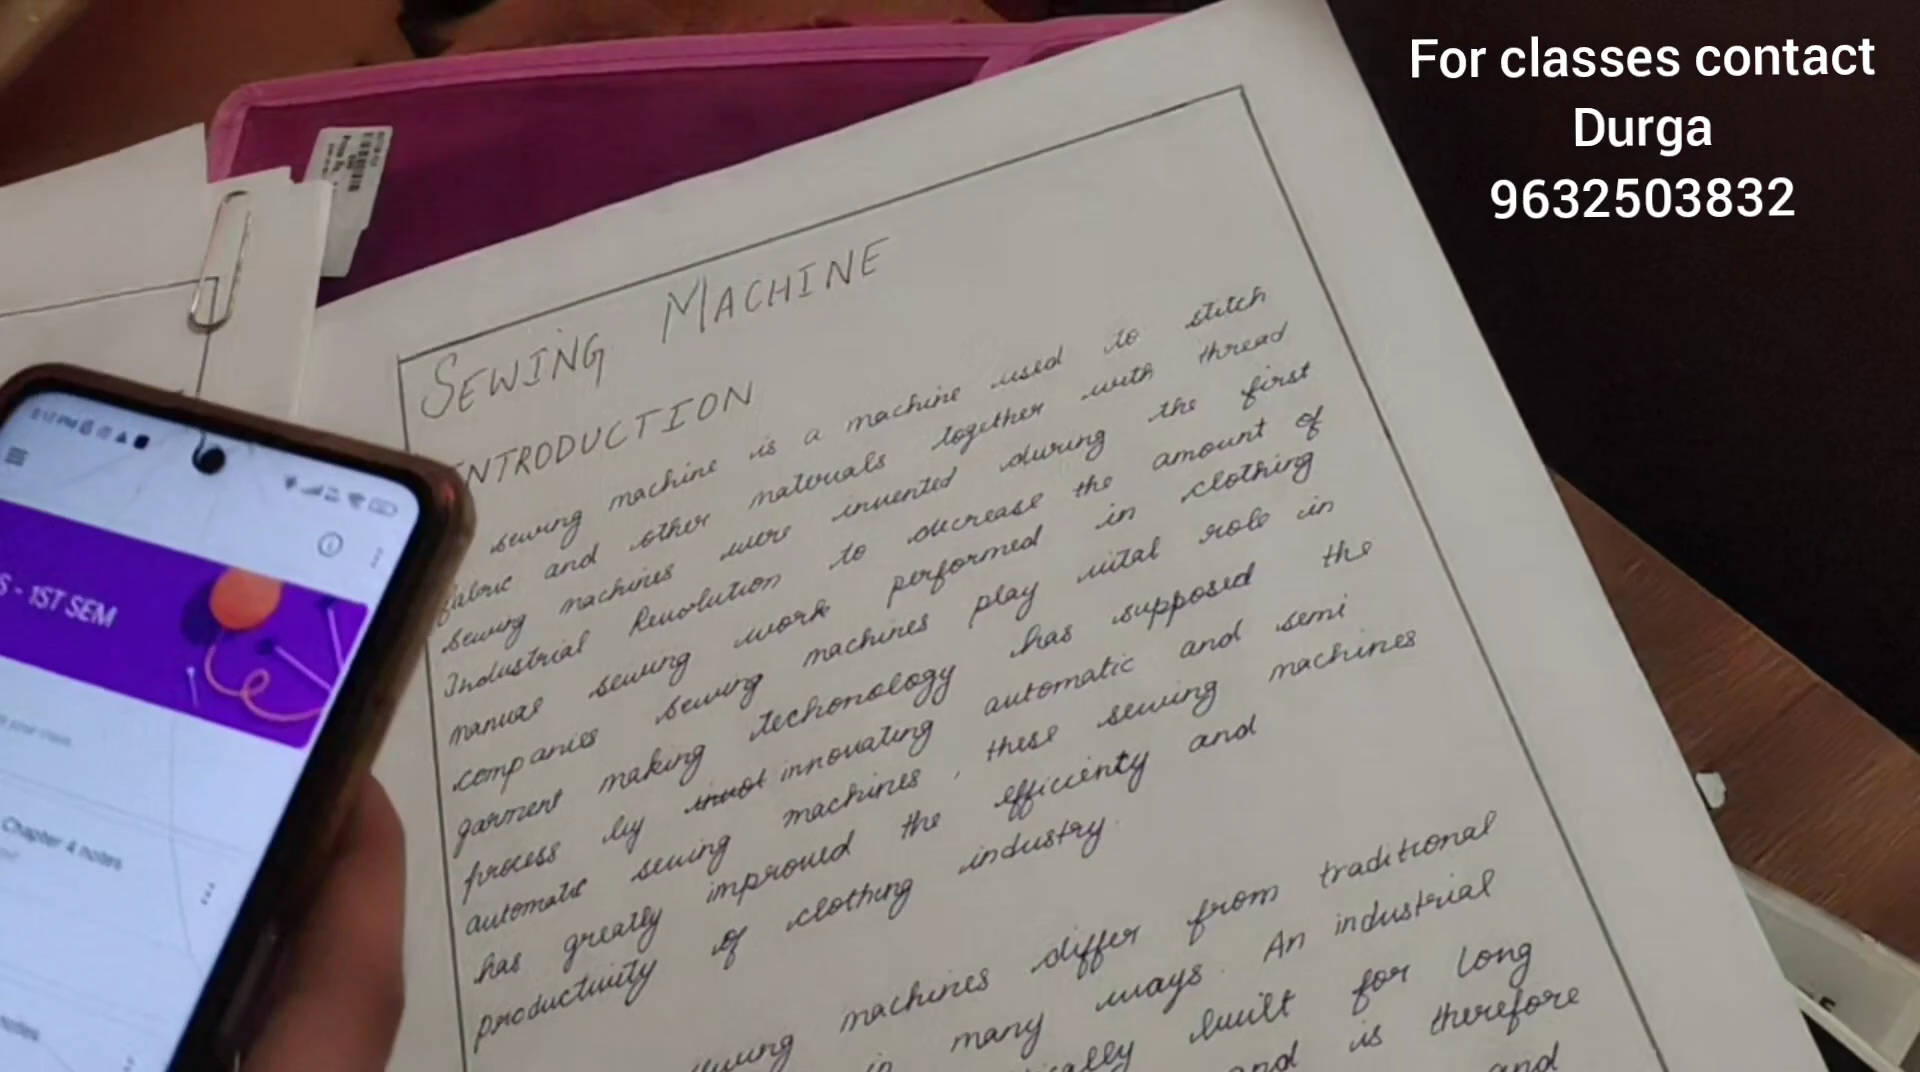 For classes contact
Durga
9632503832
SEWING MACHINE
INTRODUCTION
sewing machine is a machine used to stitch
fabric and other materials together with thread
sewing machines were invented during the first
Industrial Revolution to decrease the amount of
manual sewing work performed in clothing
companies sewing machines play vital role in
garment making techonology has supposed the
process by innovating automatic and semi
automatic sewing machines, these sewing machines
has greatly improved the efficienty and
productivity of clothing industry.
machines differ from traditional
in many ways. An industrial
built for long
and is therefore
and
S - 1ST SEM
Chapter 4 notes
notes